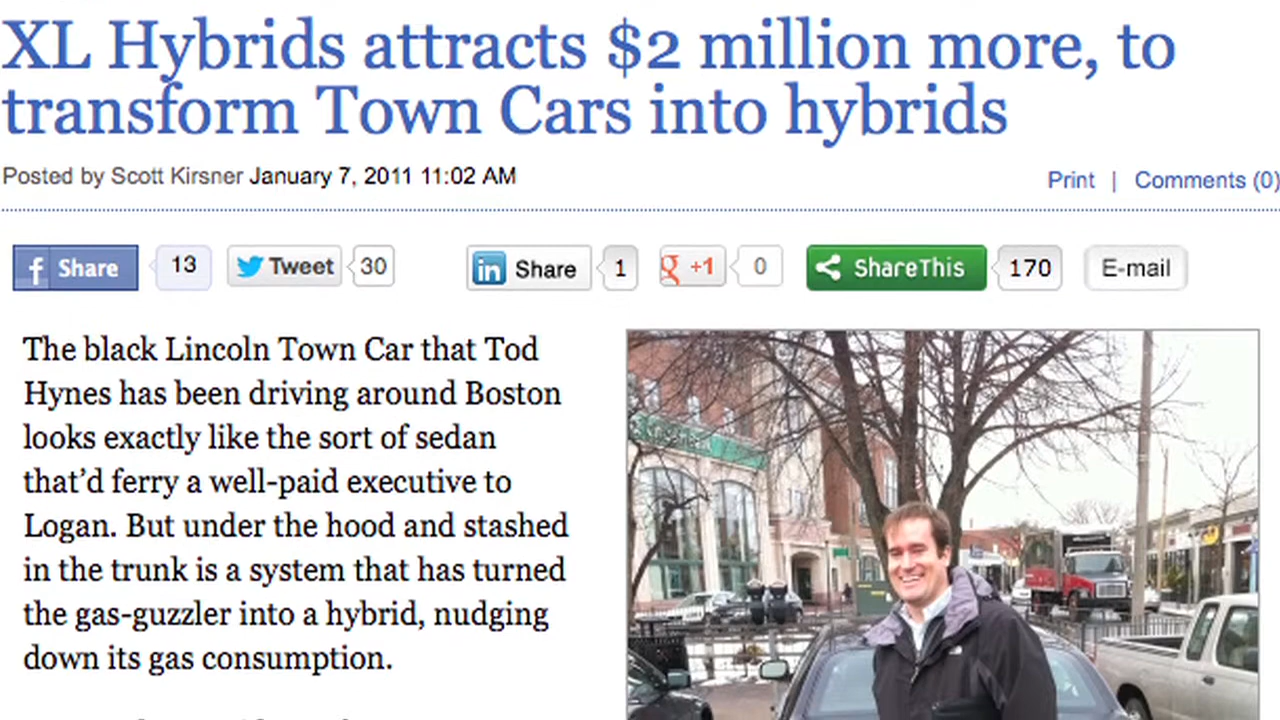 XL Hybrids attracts $2 million more, to
transform Town Cars into hybrids
Posted by Scott Kirsner January 7, 2011 11:02 AM
Print | Comments (0)
f Share 13 Tweet 30 in Share 1 g +1 0 ShareThis 170 E-mail
The black Lincoln Town Car that Tod
Hynes has been driving around Boston
looks exactly like the sort of sedan
that’d ferry a well-paid executive to
Logan. But under the hood and stashed
in the trunk is a system that has turned
the gas-guzzler into a hybrid, nudging
down its gas consumption.